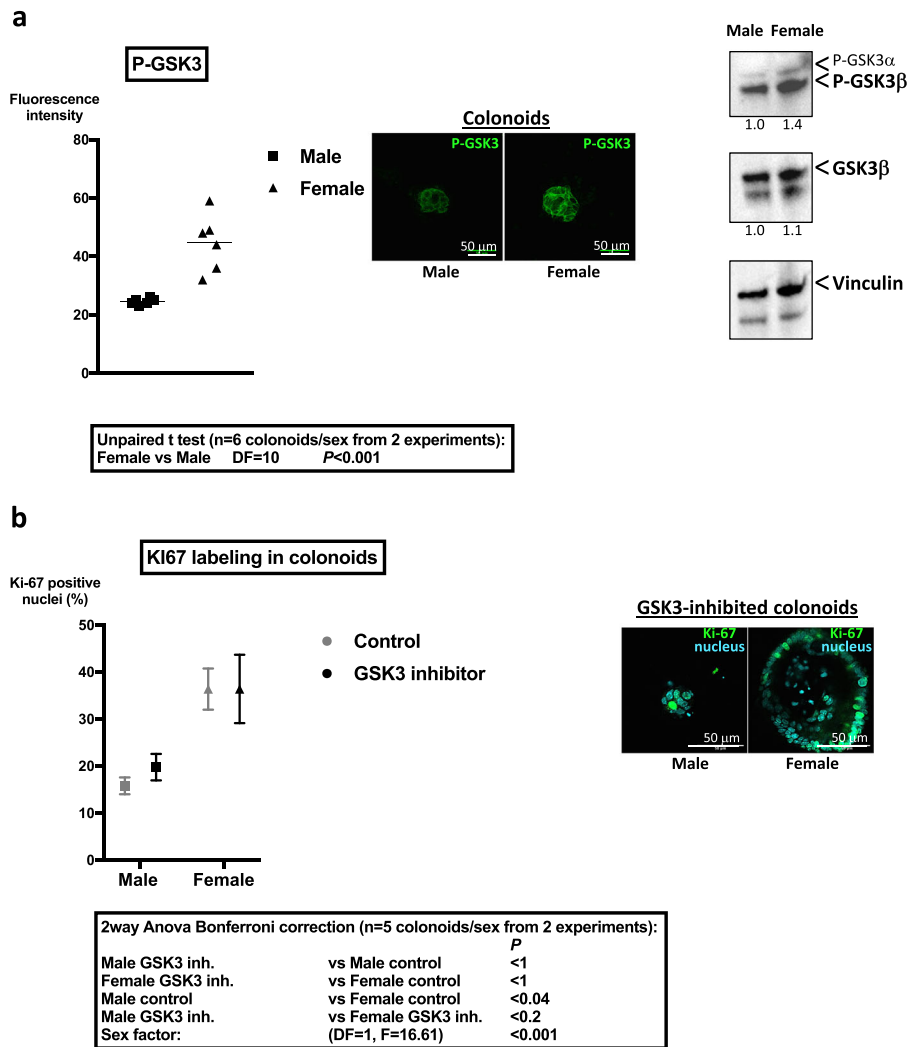 a
P-GSK3
Fluorescence
intensity
80
60
40
20
0
Male
Female
Colonoids
P-GSK3
P-GSK3
50 µm
50 µm
Male
Female
Male Female
P-GSK3α
P-GSK3β
1.0 1.4
GSK3β
1.0 1.1
Vinculin
Unpaired t test (n=6 colonoids/sex from 2 experiments):
Female vs Male DF=10 P<0.001
b
KI67 labeling in colonoids
Ki-67 positive
nuclei (%)
50
40
30
20
10
0
Male Female
Control
GSK3 inhibitor
GSK3-inhibited colonoids
Ki-67
nucleus
Ki-67
nucleus
50 µm
50 µm
Male
Female
2way Anova Bonferroni correction (n=5 colonoids/sex from 2 experiments):
P
Male GSK3 inh. vs Male control <1
Female GSK3 inh. vs Female control <1
Male control vs Female control <0.04
Male GSK3 inh. vs Female GSK3 inh. <0.2
Sex factor: (DF=1, F=16.61) <0.001